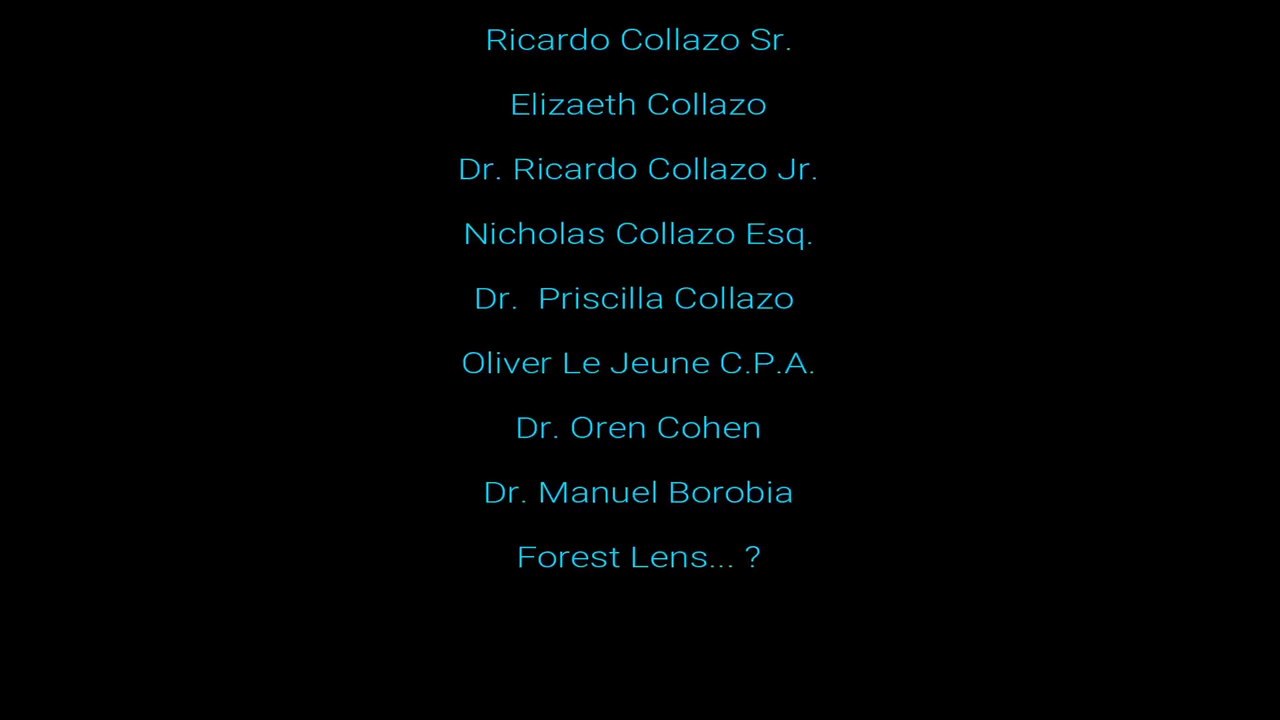 Ricardo Collazo Sr.
Elizaeth Collazo
Dr. Ricardo Collazo Jr.
Nicholas Collazo Esq.
Dr.  Priscilla Collazo
Oliver Le Jeune C.P.A.
Dr. Oren Cohen
Dr. Manuel Borobia
Forest Lens... ?